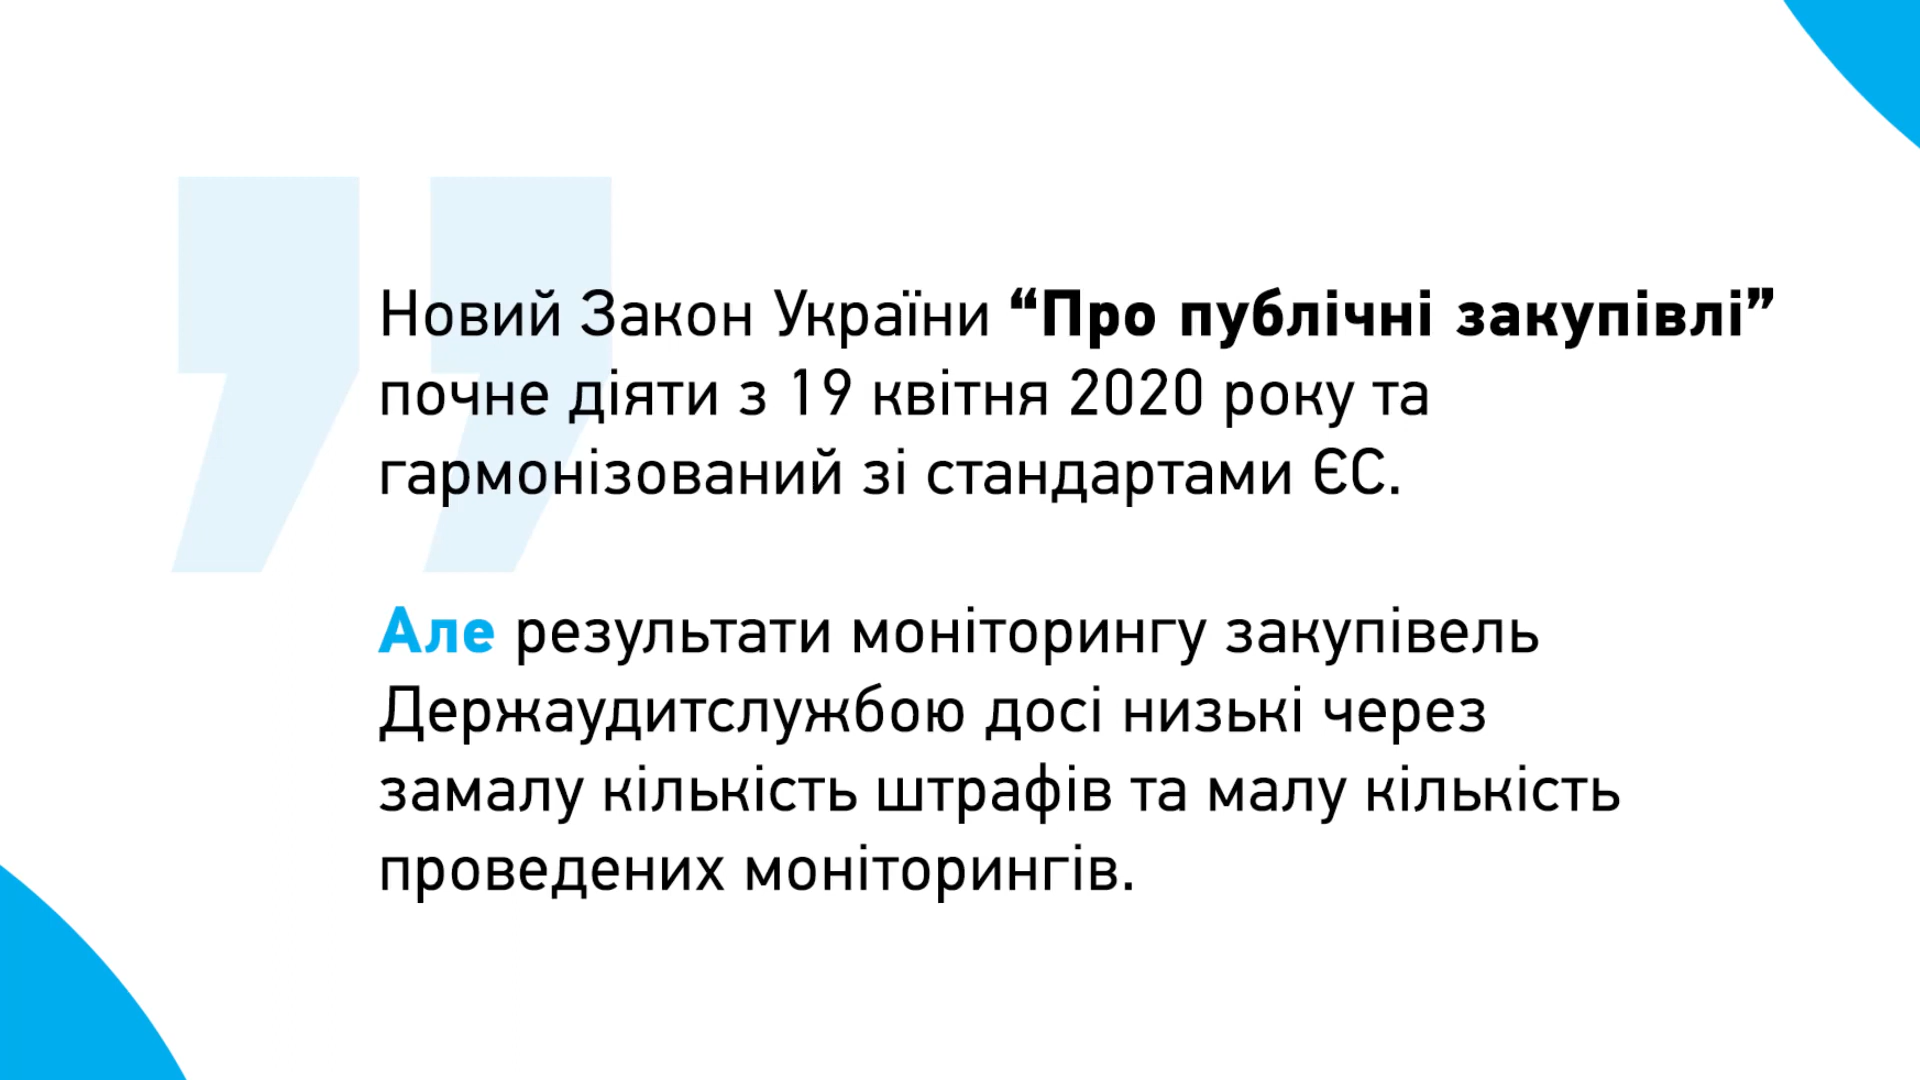 Новий Закон України “Про публічні закупівлі”
почне діяти з 19 квітня 2020 року та
гармонізований зі стандартами ЄС.
Але результати моніторингу закупівель
Держаудитслужбою досі низькі через
замалу кількість штрафів та малу кількість
проведених моніторингів.